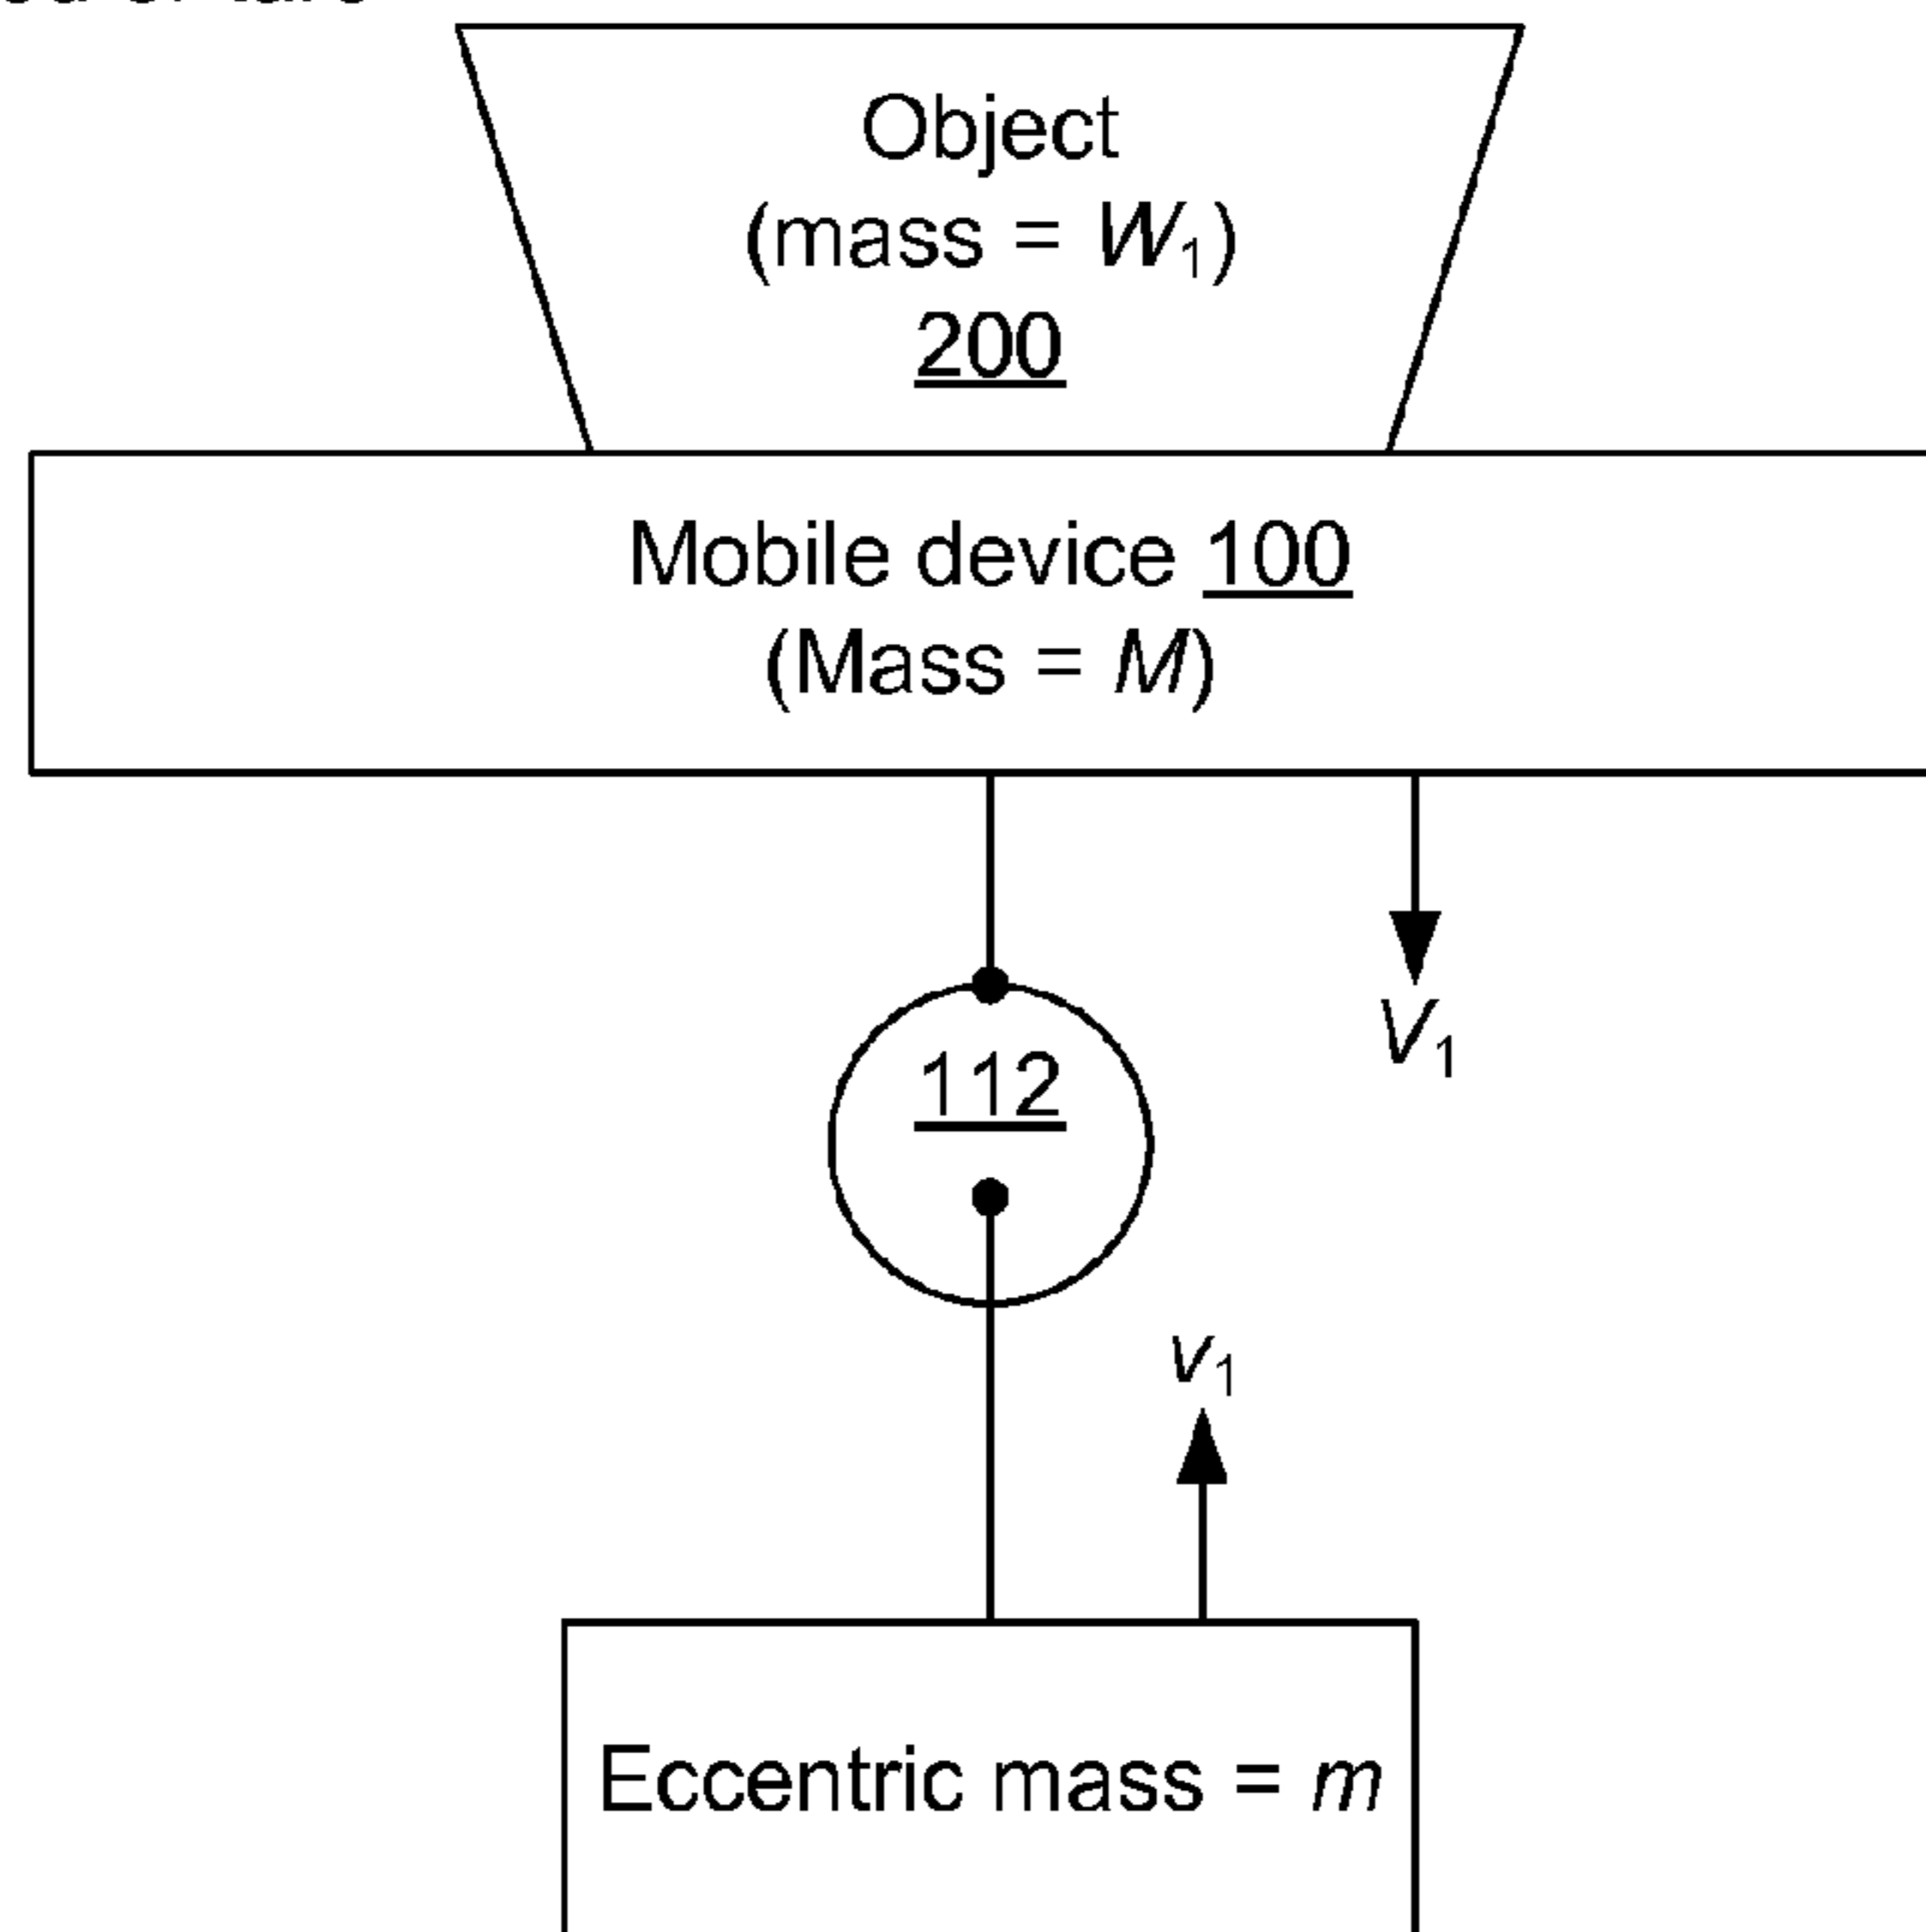 Object
(mass = W₁)
200
Mobile device 100
(Mass = M)
V₁
112
v₁
Eccentric mass = m